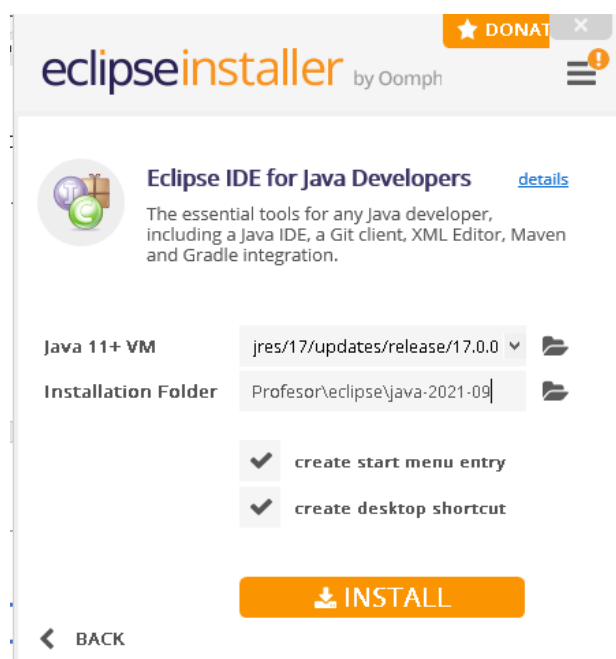 DONAT
eclipseinstaller by Oomph
Eclipse IDE for Java Developers details
The essential tools for any Java developer,
including a Java IDE, a Git client, XML Editor, Maven
and Gradle integration.
Java 11+ VM jres/17/updates/release/17.0.0
Installation Folder Profesor\eclipse\java-2021-09
create start menu entry
create desktop shortcut
INSTALL
BACK